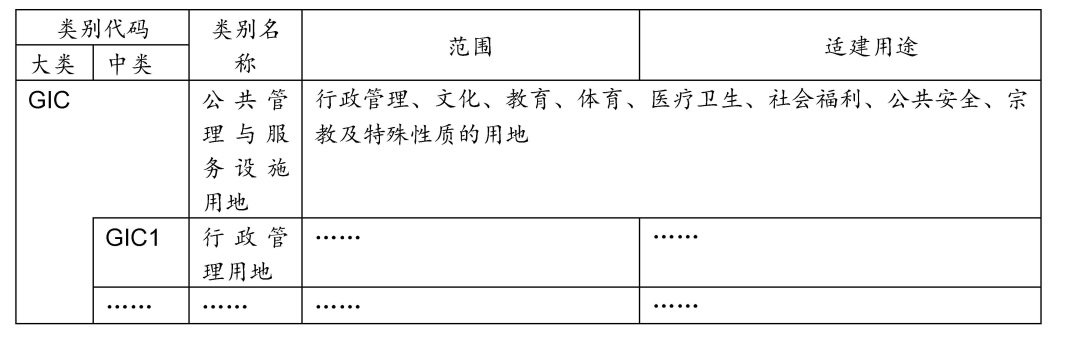 类别代码 类别名称 范围 适建用途
大类 中类
GIC 公共管理与服务设施用地 行政管理、文化、教育、体育、医疗卫生、社会福利、公共安全、宗
教及特殊性质的用地
GIC1 行政管理用地 …… ……
…… …… …… ……